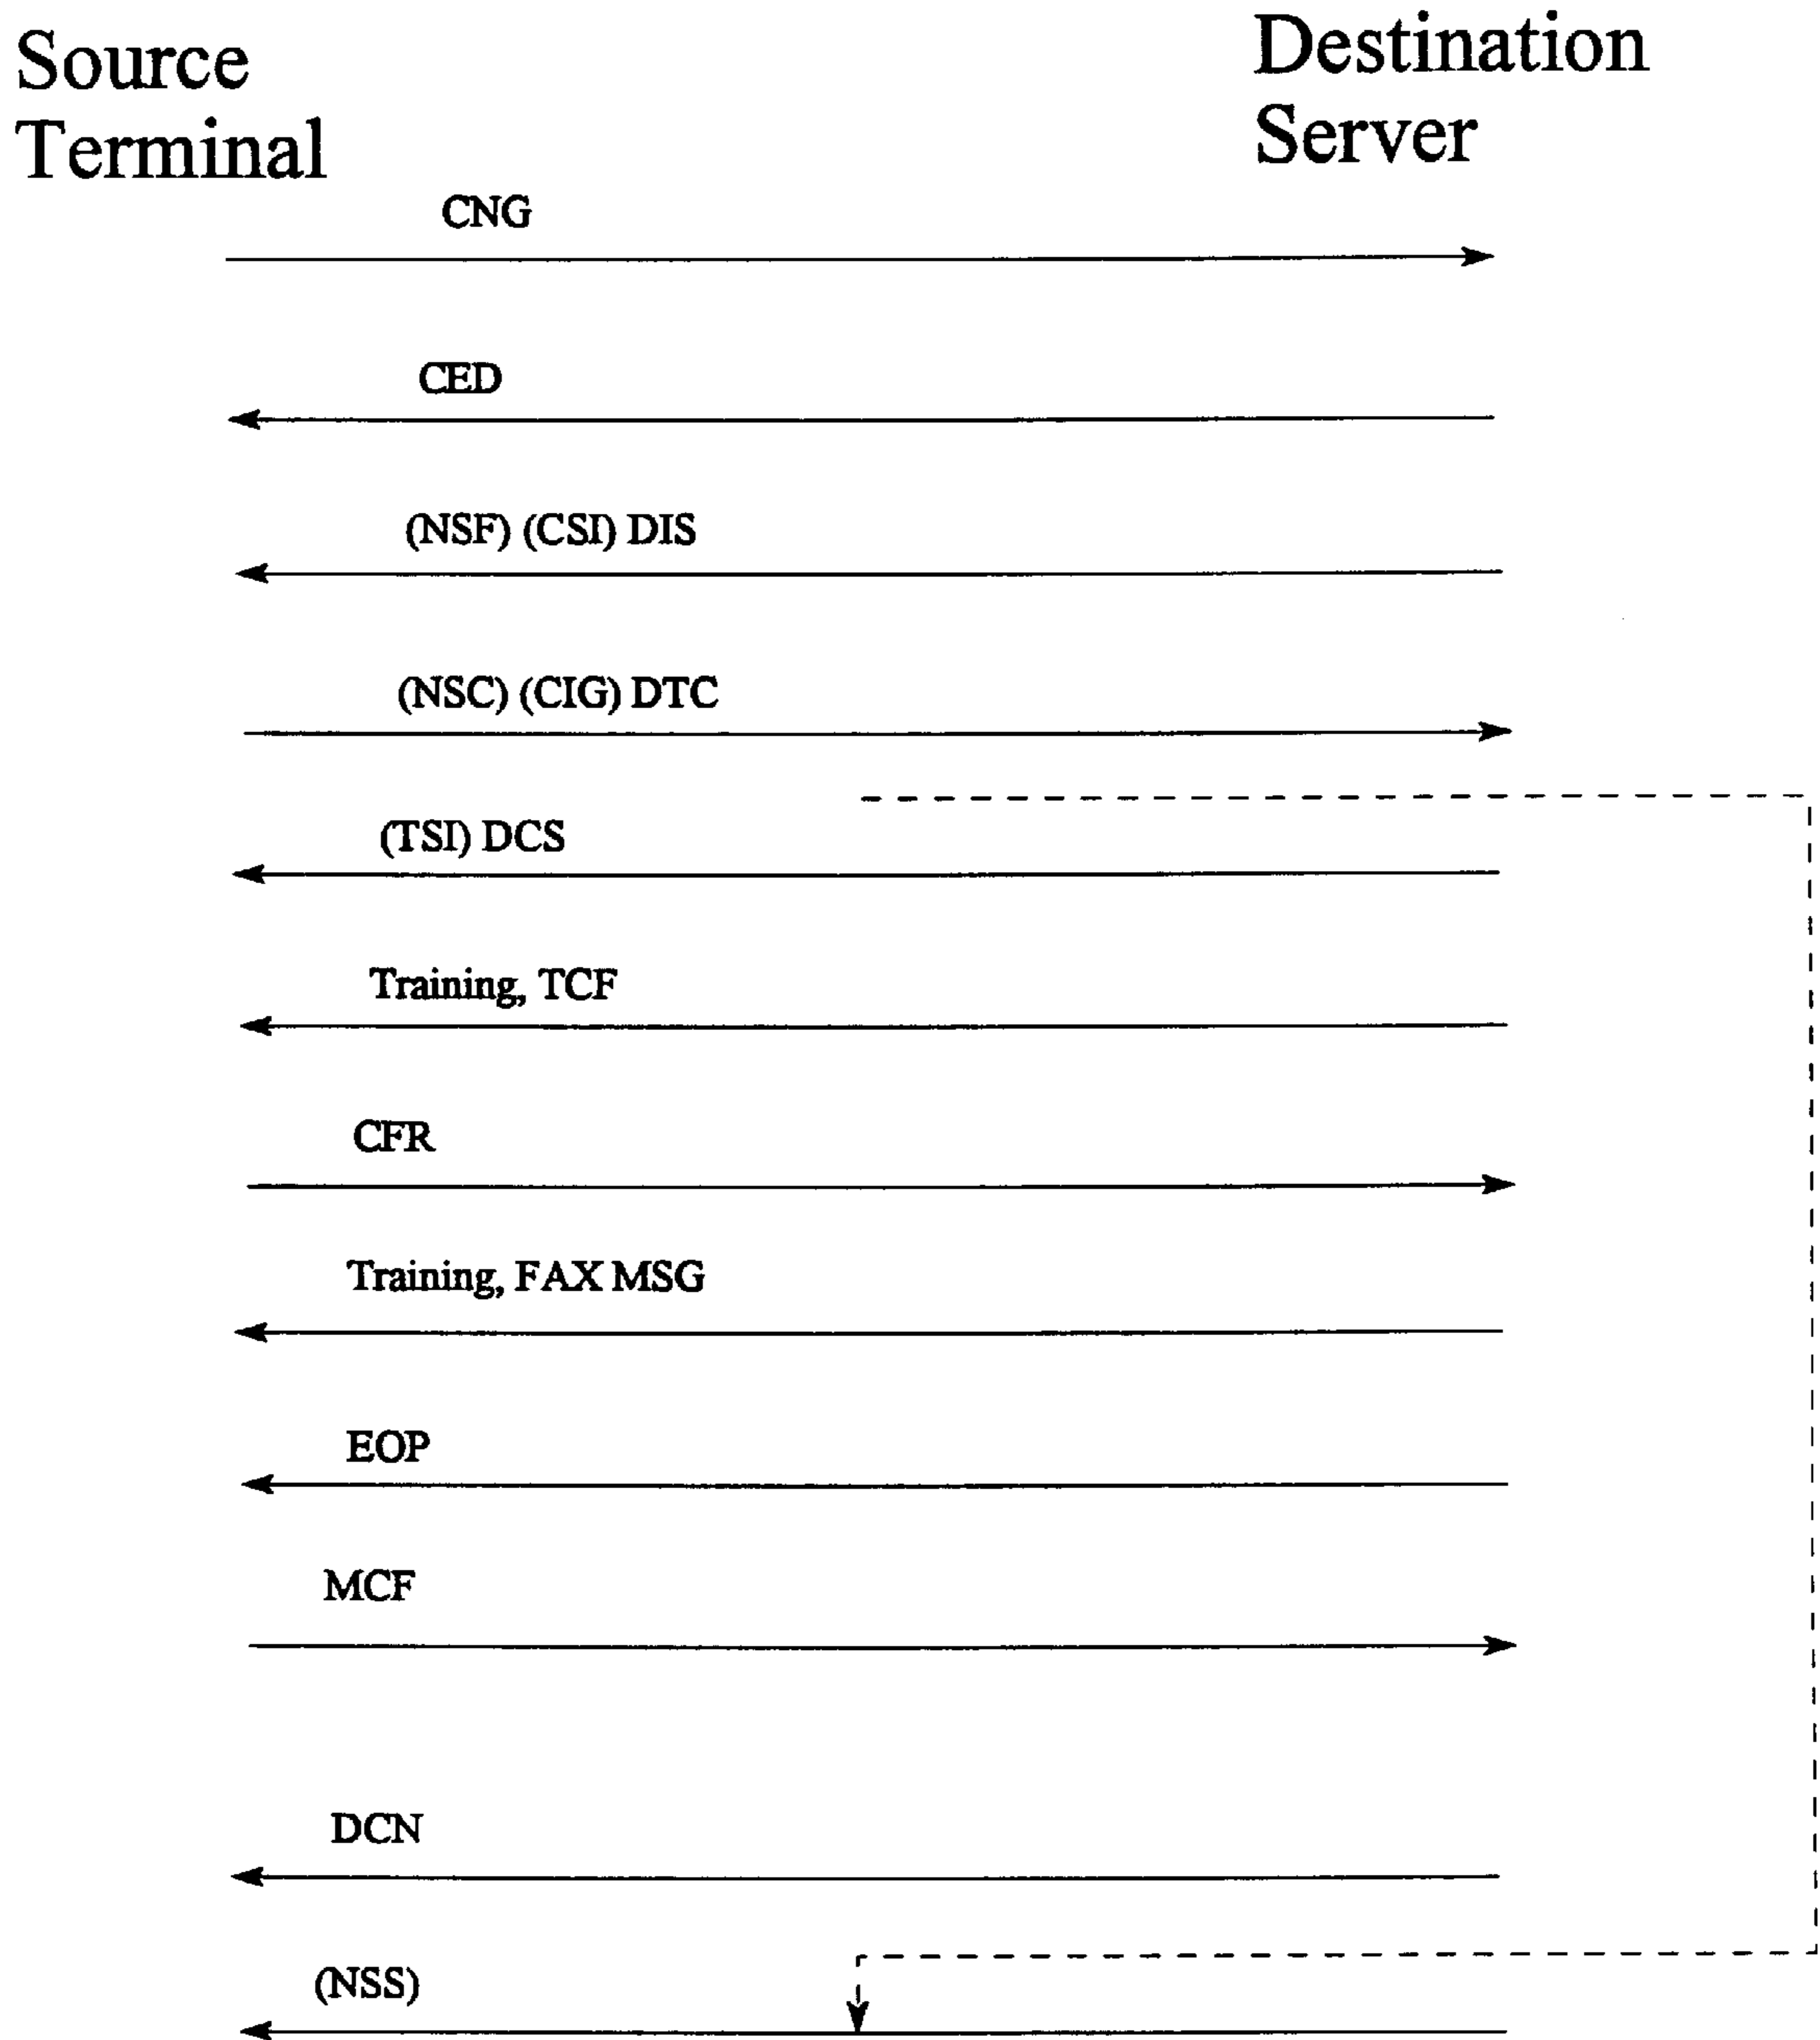 Source
Terminal
Destination
Server
CNG
CED
(NSF) (CSI) DIS
(NSC) (CIG) DTC
(TSI) DCS
Training, TCF
CFR
Training, FAX MSG
EOP
MCF
DCN
(NSS)